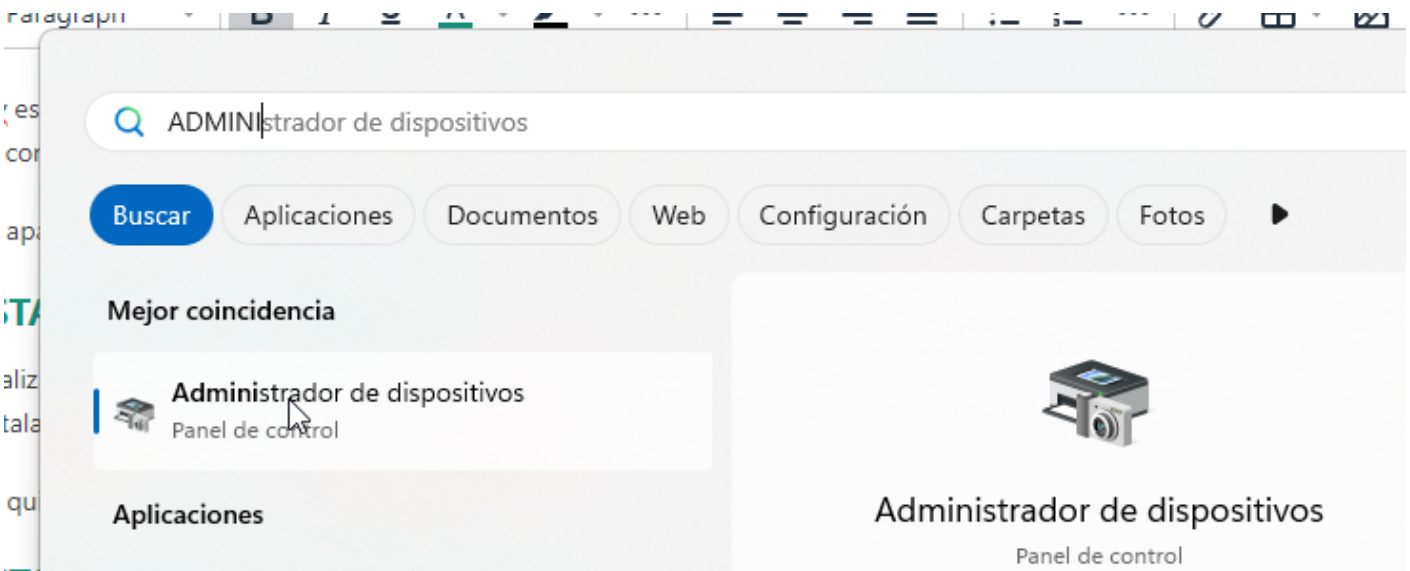 Paragraph
ADMINIstrador de dispositivos
Buscar Aplicaciones Documentos Web Configuración Carpetas Fotos
Mejor coincidencia
Administrador de dispositivos
Panel de control
Aplicaciones
Administrador de dispositivos
Panel de control